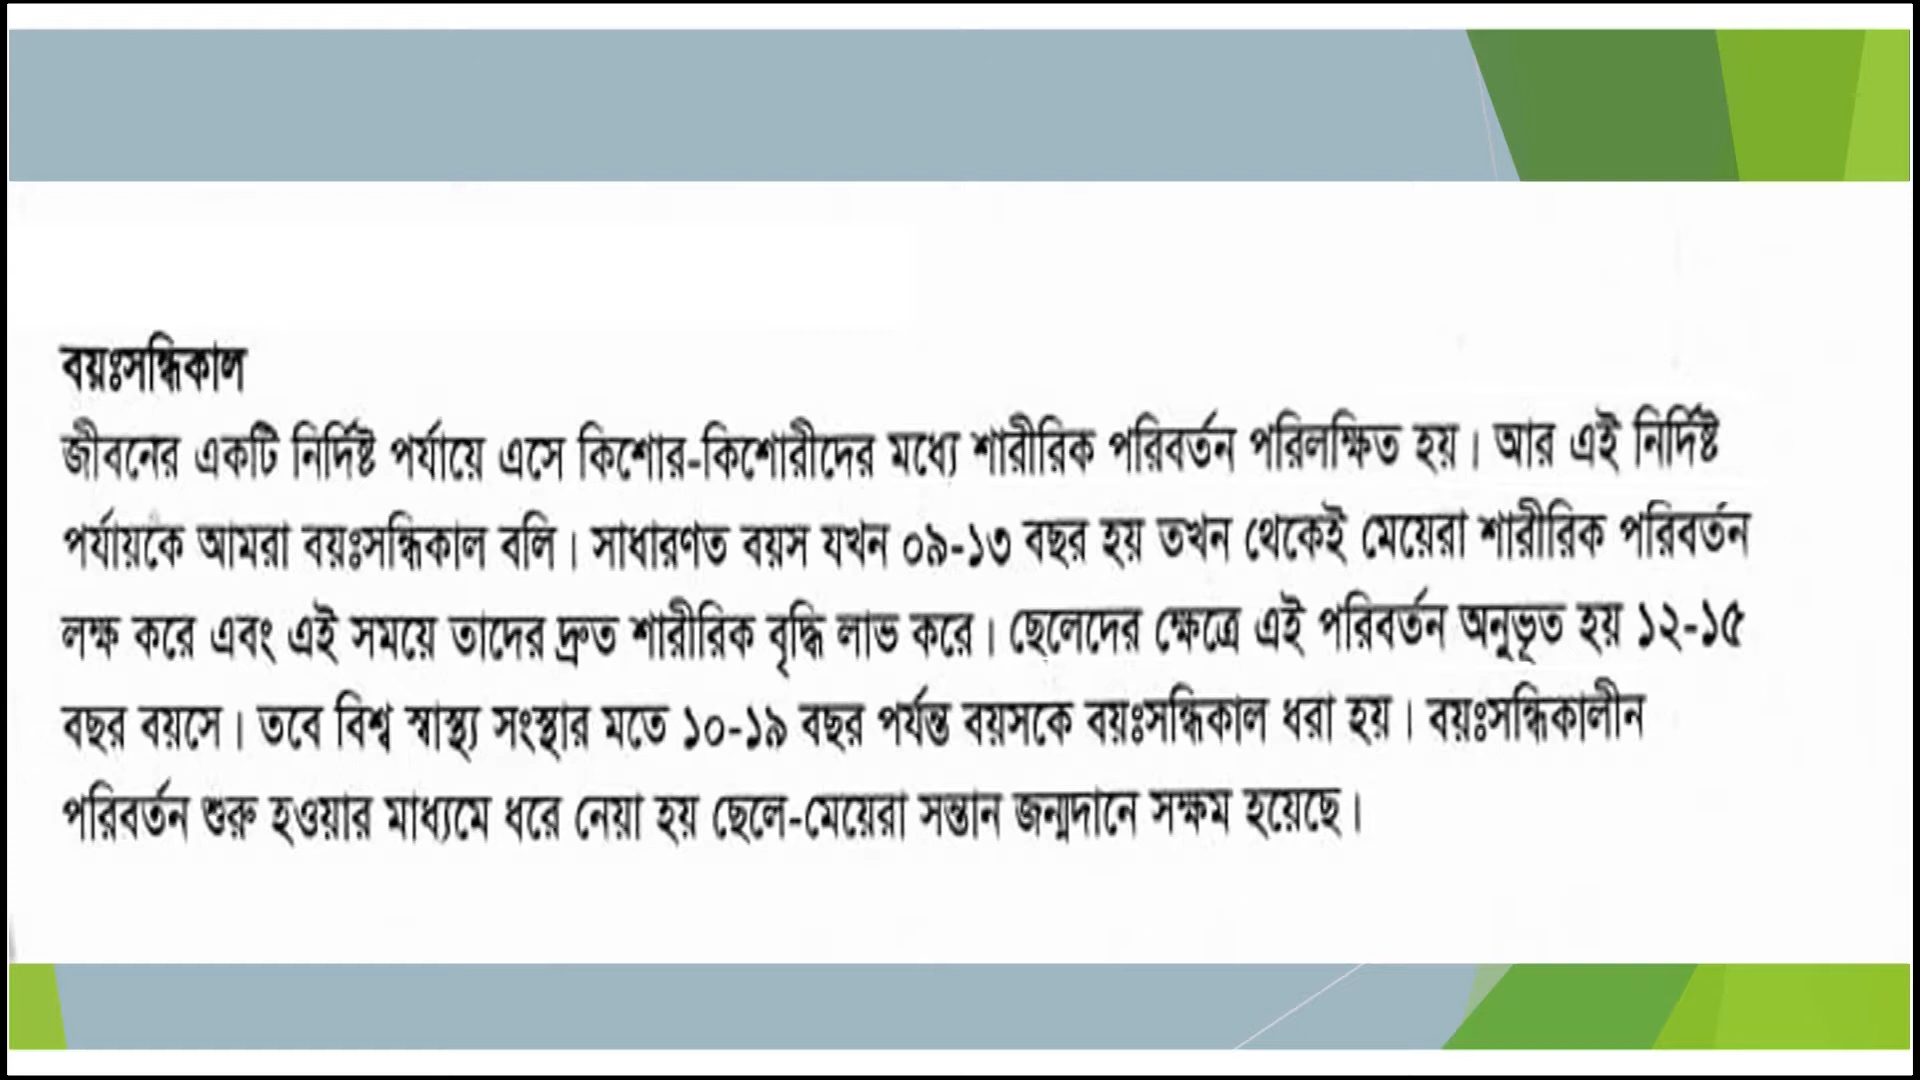 বয়ঃসন্ধিকাল
জীবনের একটি নির্দিষ্ট পর্যায়ে এসে কিশোর-কিশোরীদের মধ্যে শারীরিক পরিবর্তন পরিলক্ষিত হয়। আর এই নির্দিষ্ট
পর্যায়কে আমরা বয়ঃসন্ধিকাল বলি। সাধারণত বয়স যখন ০৯-১৩ বছর হয় তখন থেকেই মেয়েরা শারীরিক পরিবর্তন
লক্ষ করে এবং এই সময়ে তাদের দ্রুত শারীরিক বৃদ্ধি লাভ করে। ছেলেদের ক্ষেত্রে এই পরিবর্তন অনুভূত হয় ১২-১৫
বছর বয়সে। তবে বিশ্ব স্বাস্থ্য সংস্থার মতে ১০-১৯ বছর পর্যন্ত বয়সকে বয়ঃসন্ধিকাল ধরা হয়। বয়ঃসন্ধিকালীন
পরিবর্তন শুরু হওয়ার মাধ্যমে ধরে নেয়া হয় ছেলে-মেয়েরা সন্তান জন্মদানে সক্ষম হয়েছে।